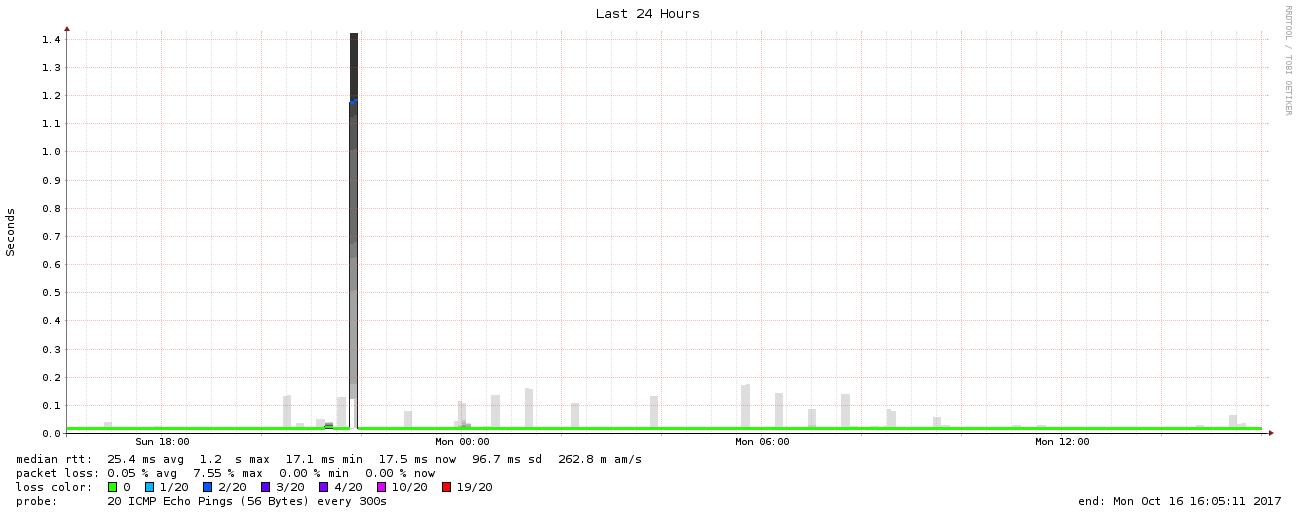 Last 24 Hours
RRDTOOL / TOBI OETIKER
Seconds
1.4
1.3
1.2
1.1
1.0
0.9
0.8
0.7
0.6
0.5
0.4
0.3
0.2
0.1
0.0
Sun 18:00 Mon 00:00 Mon 06:00 Mon 12:00
median rtt: 25.4 ms avg 1.2 s max 17.1 ms min 17.5 ms now 96.7 ms sd 262.8 m am/s
packet loss: 0.05 % avg 7.55 % max 0.00 % min 0.00 % now
loss color: 0 1/20 2/20 3/20 4/20 10/20 19/20
probe: 20 ICMP Echo Pings (56 Bytes) every 300s end: Mon Oct 16 16:05:11 2017